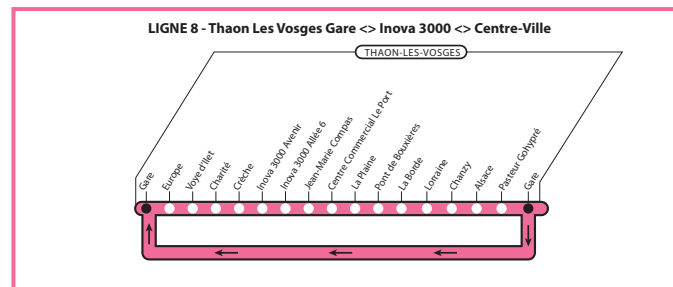 LIGNE 8 - Thaon Les Vosges Gare <> Inova 3000 <> Centre-Ville
THAON-LES-VOSGES
Gare
Europe
Voye d'Ilet
Charité
Crèche
Inova 3000 Avenir
Inova 3000 Allée 6
Jean-Marie Compas
Centre Commercial Le Port
La Plaine
Pont de Bouxières
La Borde
Lorraine
Chanzy
Alsace
Pasteur Gohypré
Gare